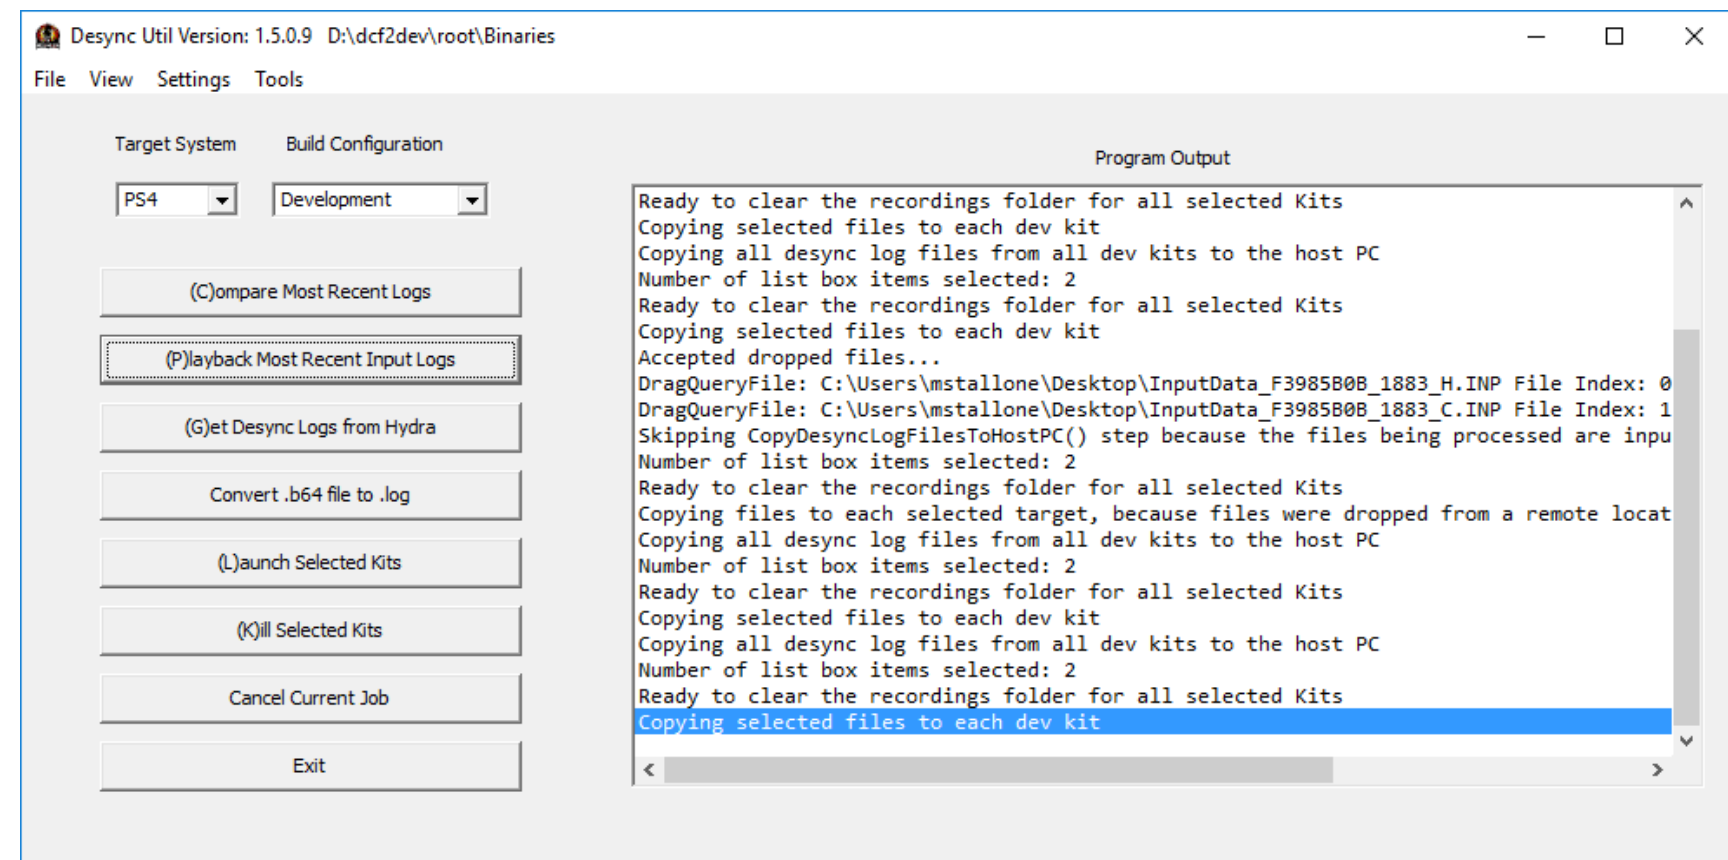 Desync Util Version: 1.5.0.9 D:\dcf2dev\root\Binaries
File View Settings Tools
Target System Build Configuration
PS4 Development
(C)ompare Most Recent Logs
(P)layback Most Recent Input Logs
(G)et Desync Logs from Hydra
Convert .b64 file to .log
(L)aunch Selected Kits
(K)ill Selected Kits
Cancel Current Job
Exit
Program Output
Ready to clear the recordings folder for all selected Kits
Copying selected files to each dev kit
Copying all desync log files from all dev kits to the host PC
Number of list box items selected: 2
Ready to clear the recordings folder for all selected Kits
Copying selected files to each dev kit
Accepted dropped files...
DragQueryFile: C:\Users\mstallone\Desktop\InputData_F3985B0B_1883_H.INP File Index: 0
DragQueryFile: C:\Users\mstallone\Desktop\InputData_F3985B0B_1883_C.INP File Index: 1
Skipping CopyDesyncLogFilesToHostPC() step because the files being processed are inpu
Number of list box items selected: 2
Ready to clear the recordings folder for all selected Kits
Copying files to each selected target, because files were dropped from a remote locat
Copying all desync log files from all dev kits to the host PC
Number of list box items selected: 2
Ready to clear the recordings folder for all selected Kits
Copying selected files to each dev kit
Copying all desync log files from all dev kits to the host PC
Number of list box items selected: 2
Ready to clear the recordings folder for all selected Kits
Copying selected files to each dev kit